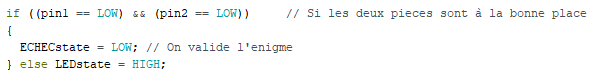 if ((pin1 == LOW) && (pin2 == LOW))     // Si les deux pieces sont à la bonne place
{
  ECHECstate = LOW; // On valide l'enigme
} else LEDstate = HIGH;